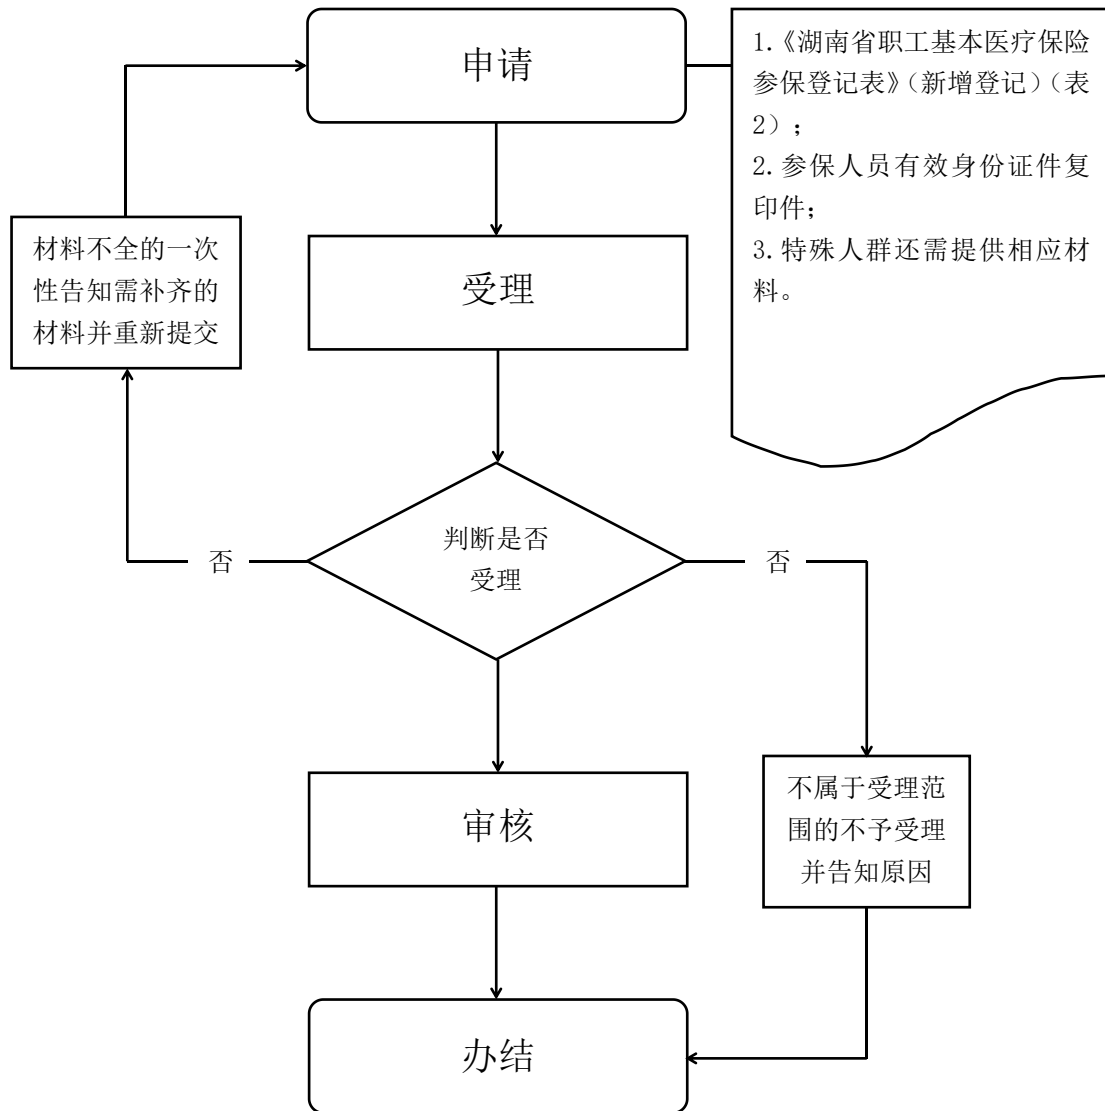 申请
1.《湖南省职工基本医疗保险
参保登记表》（新增登记）（表
2）；
2.参保人员有效身份证件复
印件；
3.特殊人群还需提供相应材
料。
材料不全的一次
性告知需补齐的
材料并重新提交
受理
判断是否
受理
否
否
审核
不属于受理范
围的不予受理
并告知原因
办结